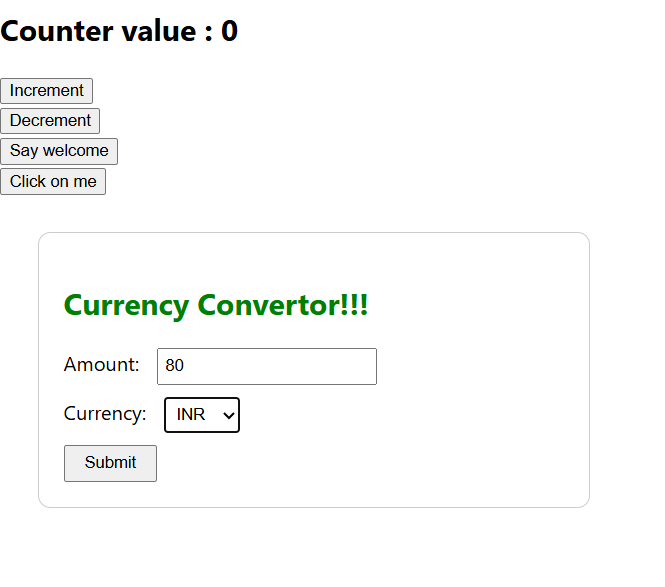 Counter value : 0
Increment
Decrement
Say welcome
Click on me
Currency Convertor!!!
Amount: 80
Currency: INR
Submit